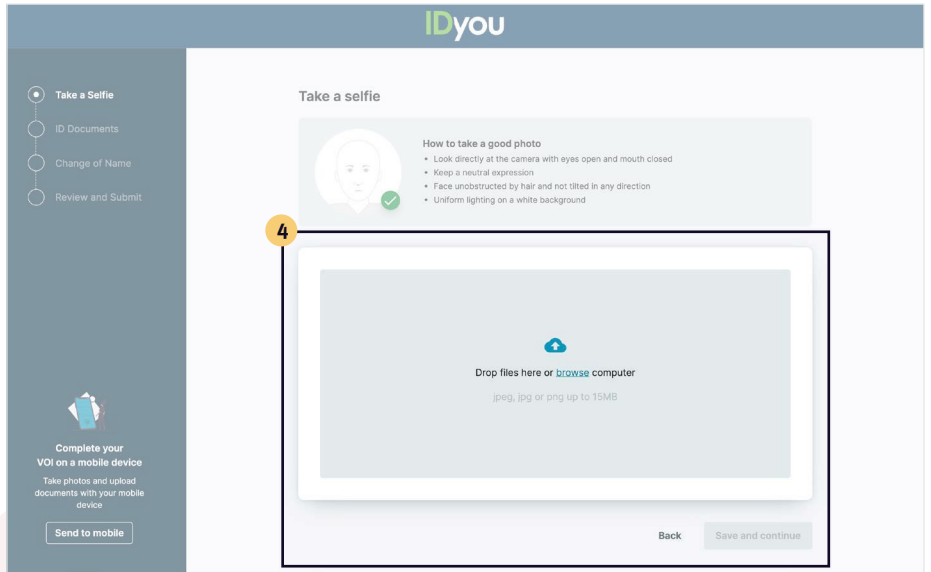 IDyou
Take a Selfie
ID Documents
Change of Name
Review and Submit
Complete your
VOI on a mobile device
Take photos and upload
documents with your mobile
device
Send to mobile
Take a selfie
How to take a good photo
• Look directly at the camera with eyes open and mouth closed
• Keep a neutral expression
• Face unobstructed by hair and not tilted in any direction
• Uniform lighting on a white background
4
Drop files here or browse computer
jpeg, jpg or png up to 15MB
Back
Save and continue